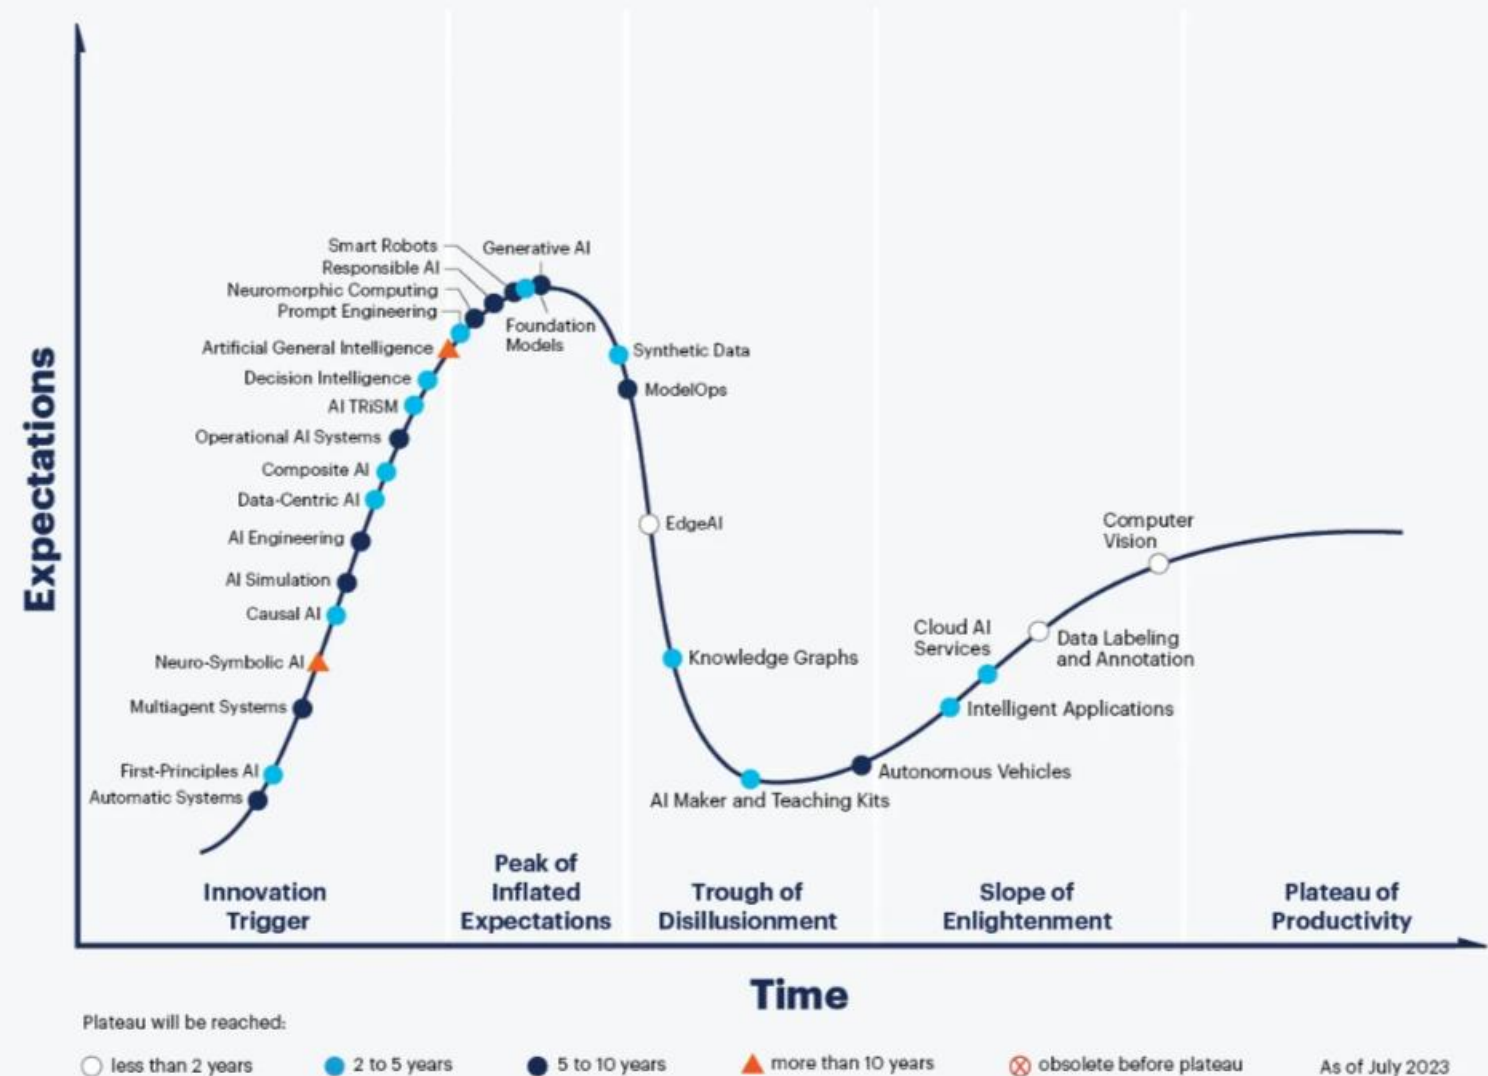 Expectations
Smart Robots
Generative AI
Responsible AI
Neuromorphic Computing
Prompt Engineering
Foundation
Models
Artificial General Intelligence
Synthetic Data
Decision Intelligence
ModelOps
AI TRiSM
Operational AI Systems
Composite AI
Data-Centric AI
EdgeAI
AI Engineering
Computer
Vision
AI Simulation
Causal AI
Cloud AI
Services
Data Labeling
and Annotation
Neuro-Symbolic AI
Knowledge Graphs
Multiagent Systems
Intelligent Applications
First-Principles AI
Autonomous Vehicles
Automatic Systems
AI Maker and Teaching Kits
Innovation
Trigger
Peak of
Inflated
Expectations
Trough of
Disillusionment
Slope of
Enlightenment
Plateau of
Productivity
Time
Plateau will be reached:
less than 2 years
2 to 5 years
5 to 10 years
more than 10 years
obsolete before plateau
As of July 2023